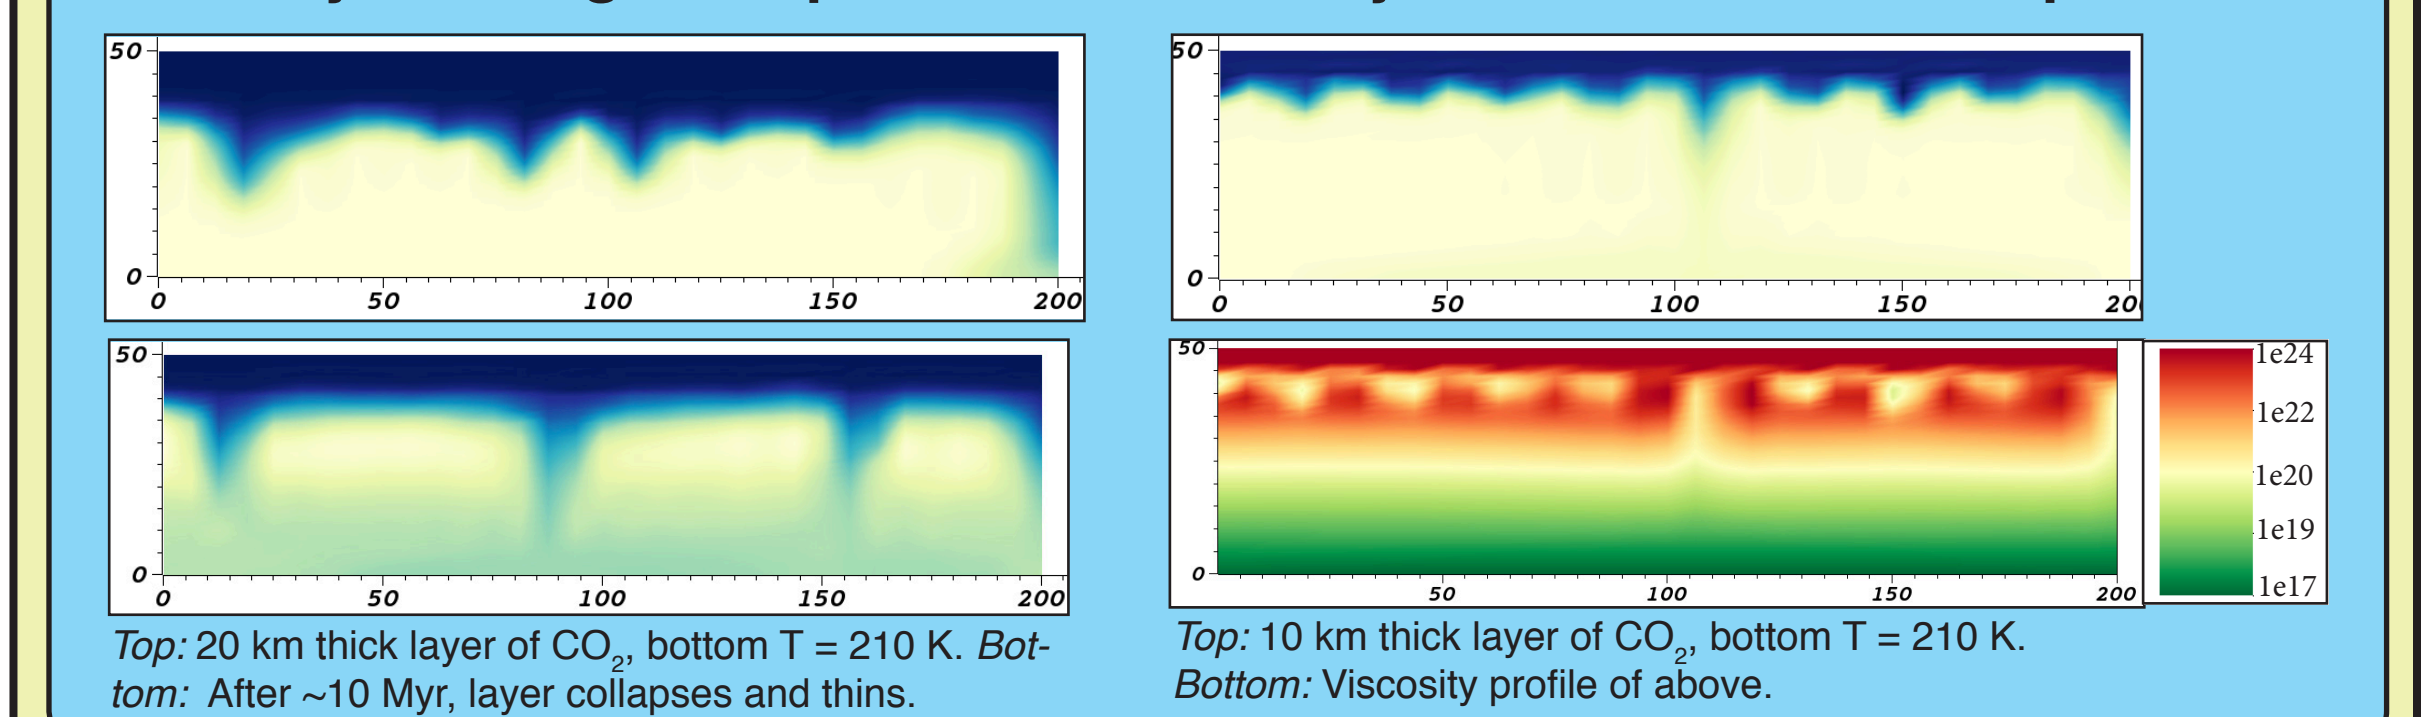 50
0
0 50 100 150 200
50
0
0 50 100 150 200
Top: 20 km thick layer of CO₂, bottom T = 210 K. Bot-
tom: After ~10 Myr, layer collapses and thins.
50
0
0 50 100 150 20
50
0
50 100 150 200
1e24
1e22
1e20
1e19
1e17
Top: 10 km thick layer of CO₂, bottom T = 210 K.
Bottom: Viscosity profile of above.